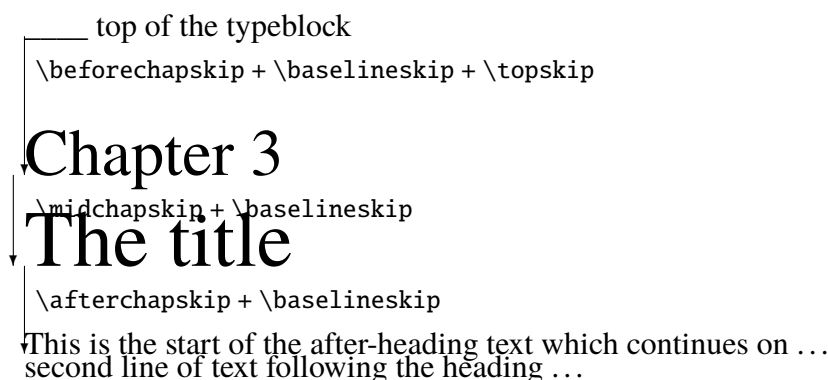 ____ top of the typeblock
\beforechapskip + \baselineskip + \topskip
Chapter 3
\midchapskip + \baselineskip
The title
\afterchapskip + \baselineskip
This is the start of the after-heading text which continues on …
second line of text following the heading …